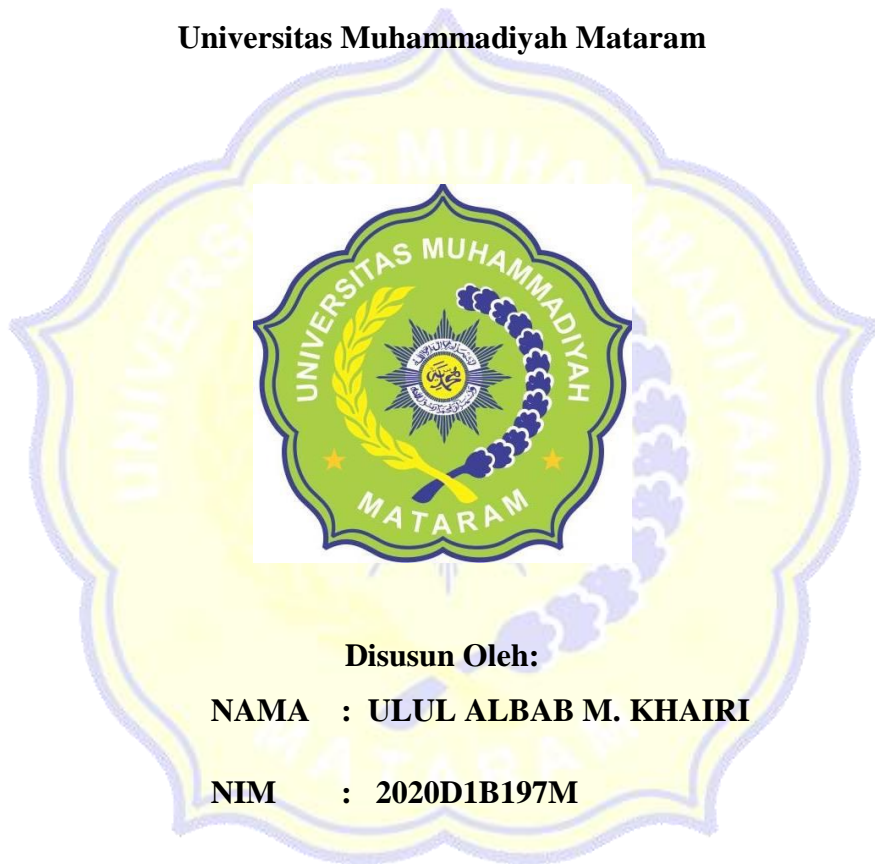 Universitas Muhammadiyah Mataram
UNIVERSITAS MUHAMMADIYAH
MATARAM
Disusun Oleh:
NAMA : ULUL ALBAB M. KHAIRI
NIM : 2020D1B197M